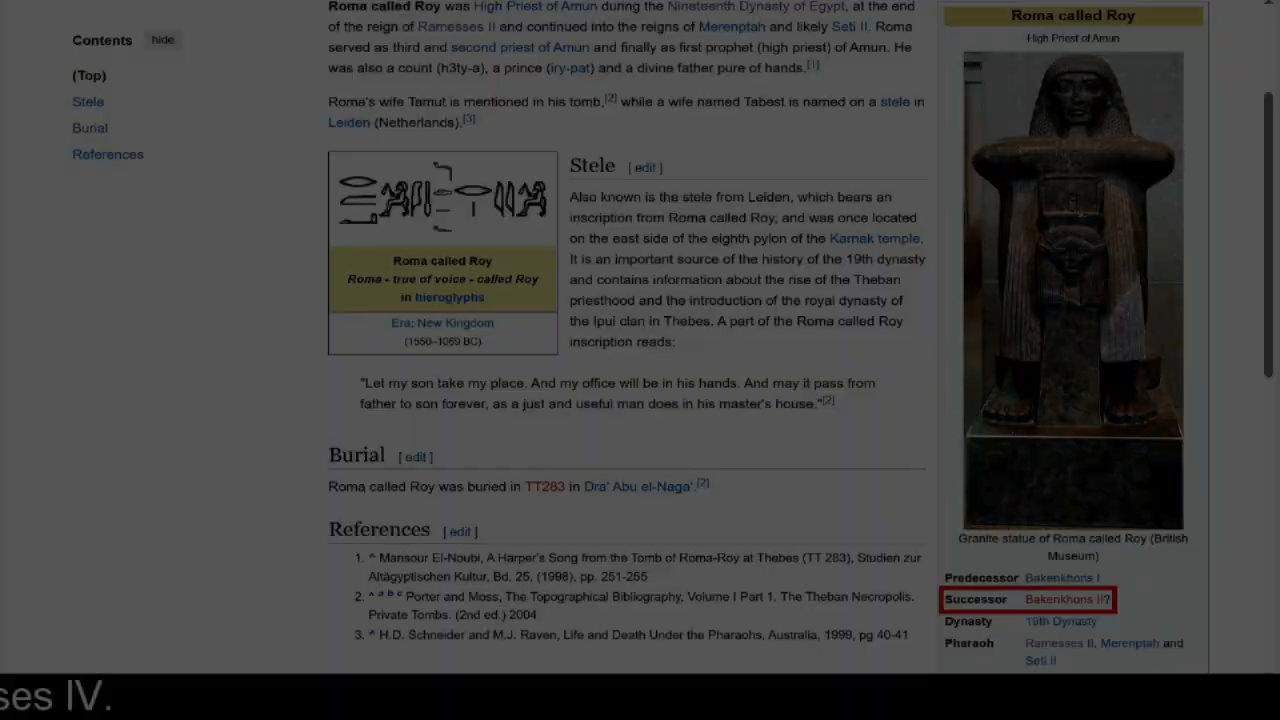 Contents hide
(Top)
Stele
Burial
References
Roma called Roy was High Priest of Amun during the Nineteenth Dynasty of Egypt, at the end
of the reign of Ramesses II and continued into the reigns of Merenptah and likely Seti II. Roma
served as third and second priest of Amun and finally as first prophet (high priest) of Amun. He
was also a count (h3ty-a), a prince (iry-pat) and a divine father pure of hands.[1]
Roma's wife Tamut is mentioned in his tomb,[2] while a wife named Tabest is named on a stele in
Leiden (Netherlands).[3]
Roma called Roy
Roma - true of voice - called Roy
in hieroglyphs
Era: New Kingdom
(1550–1069 BC)
Stele [ edit ]
Also known is the stele from Leiden, which bears an
inscription from Roma called Roy, and was once located
on the east side of the eighth pylon of the Karnak temple.
It is an important source of the history of the 19th dynasty
and contains information about the rise of the Theban
priesthood and the introduction of the royal dynasty of
the Ipui clan in Thebes. A part of the Roma called Roy
inscription reads:
"Let my son take my place. And my office will be in his hands. And may it pass from
father to son forever, as a just and useful man does in his master's house."[2]
Burial [ edit ]
Roma called Roy was buried in TT283 in Dra' Abu el-Naga'.[2]
References [ edit ]
1. ^ Mansour El-Noubi, A Harper's Song from the Tomb of Roma-Roy at Thebes (TT 283), Studien zur
Altägyptischen Kultur, Bd. 25, (1998), pp. 251-255
2. ^ a b c Porter and Moss, The Topographical Bibliography, Volume I Part 1. The Theban Necropolis.
Private Tombs. (2nd ed.) 2004
3. ^ H.D. Schneider and M.J. Raven, Life and Death Under the Pharaohs, Australia, 1999, pg 40-41
Roma called Roy
High Priest of Amun
Granite statue of Roma called Roy (British
Museum)
Predecessor Bakenkhons I
Successor Bakenkhons II?
Dynasty 19th Dynasty
Pharaoh Ramesses II, Merenptah and
Seti II
ses IV.